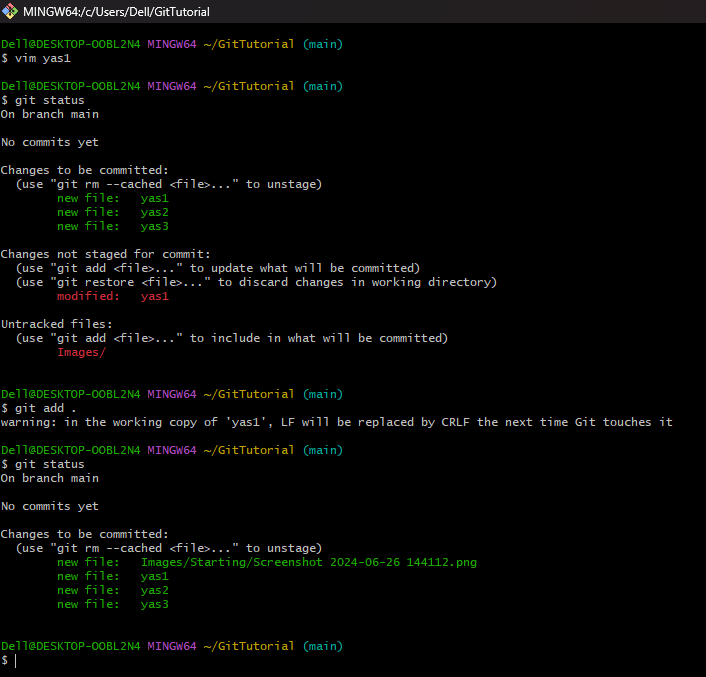 MINGW64:/c/Users/Dell/GitTutorial
Dell@DESKTOP-OOBL2N4 MINGW64 ~/GitTutorial (main)
$ vim yas1
Dell@DESKTOP-OOBL2N4 MINGW64 ~/GitTutorial (main)
$ git status
On branch main
No commits yet
Changes to be committed:
  (use "git rm --cached <file>..." to unstage)
        new file:   yas1
        new file:   yas2
        new file:   yas3
Changes not staged for commit:
  (use "git add <file>..." to update what will be committed)
  (use "git restore <file>..." to discard changes in working directory)
        modified:   yas1
Untracked files:
  (use "git add <file>..." to include in what will be committed)
        Images/
Dell@DESKTOP-OOBL2N4 MINGW64 ~/GitTutorial (main)
$ git add .
warning: in the working copy of 'yas1', LF will be replaced by CRLF the next time Git touches it
Dell@DESKTOP-OOBL2N4 MINGW64 ~/GitTutorial (main)
$ git status
On branch main
No commits yet
Changes to be committed:
  (use "git rm --cached <file>..." to unstage)
        new file:   Images/Starting/Screenshot 2024-06-26 144112.png
        new file:   yas1
        new file:   yas2
        new file:   yas3
Dell@DESKTOP-OOBL2N4 MINGW64 ~/GitTutorial (main)
$